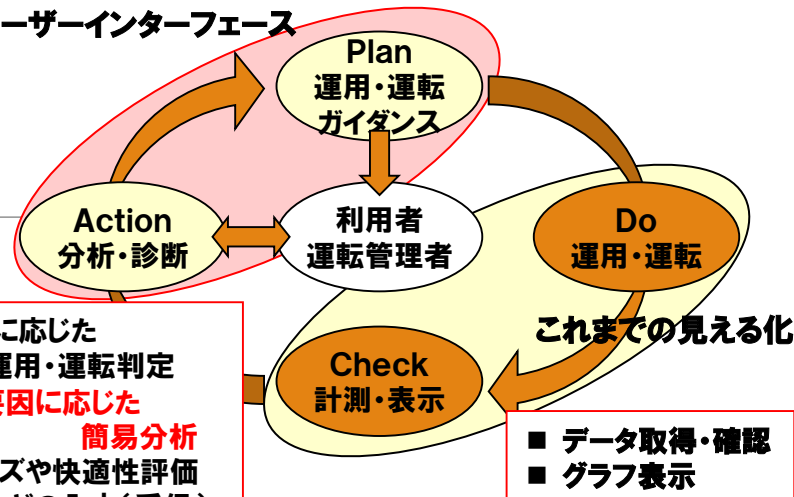 ーザーインターフェース
Plan
運用・運転
ガイダンス
Action
分析・診断
利用者
運転管理者
Do
運用・運転
これまでの見える化
Check
計測・表示
に応じた
運用・運転判定
要因に応じた
簡易分析
ズや快適性評価
■ データ取得・確認
■ グラフ表示